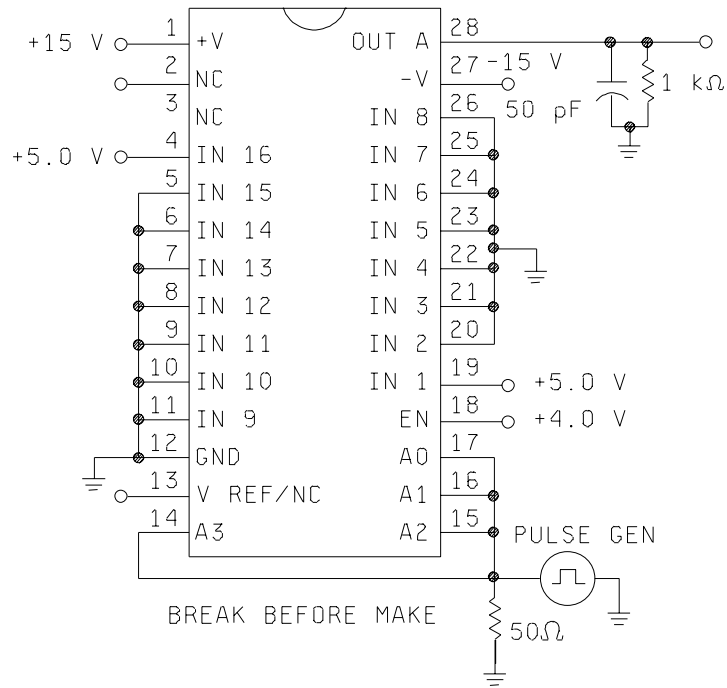 +15 V 1 +V OUT A 28
2 NC -V 27 -15 V
3 NC IN 8 26 50 pF 1 kΩ
+5.0 V 4 IN 16 IN 7 25
5 IN 15 IN 6 24
6 IN 14 IN 5 23
7 IN 13 IN 4 22
8 IN 12 IN 3 21
9 IN 11 IN 2 20
10 IN 10 IN 1 19 +5.0 V
11 IN 9 EN 18 +4.0 V
12 GND A0 17
13 V REF/NC A1 16
14 A3 A2 15 PULSE GEN
BREAK BEFORE MAKE 50Ω